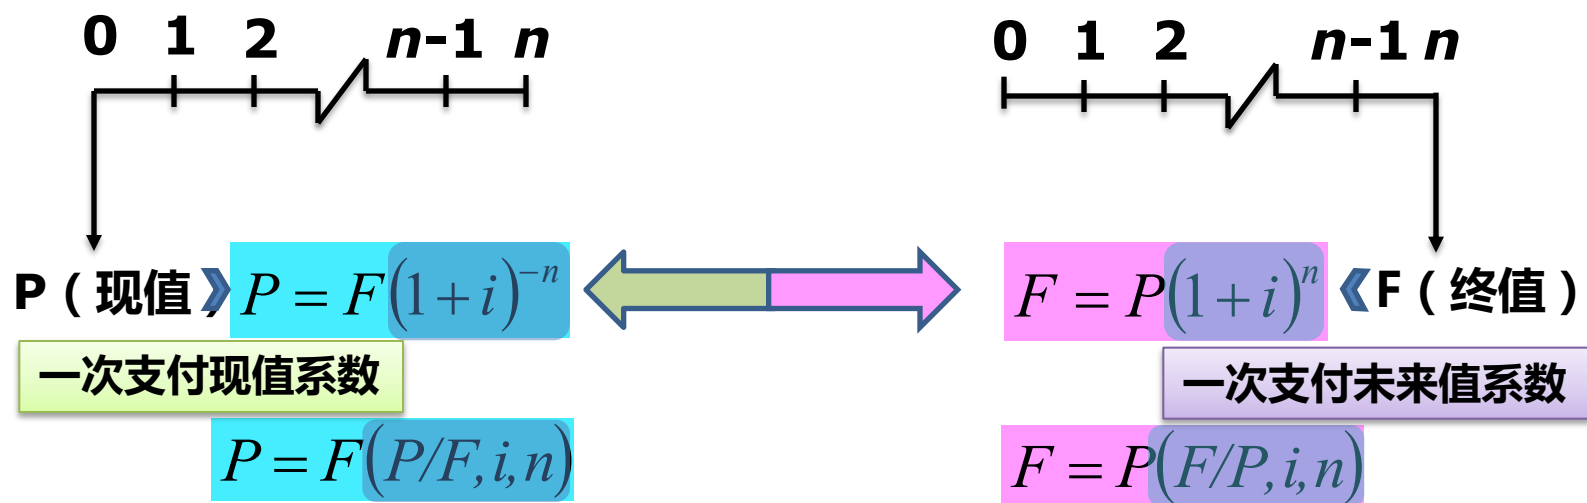 0 1 2 n-1 n
0 1 2 n-1 n
P（现值） P = F(1+i)^{-n}
F = P(1+i)^n F（终值）
一次支付现值系数
一次支付未来值系数
P = F(P/F,i,n)
F = P(F/P,i,n)